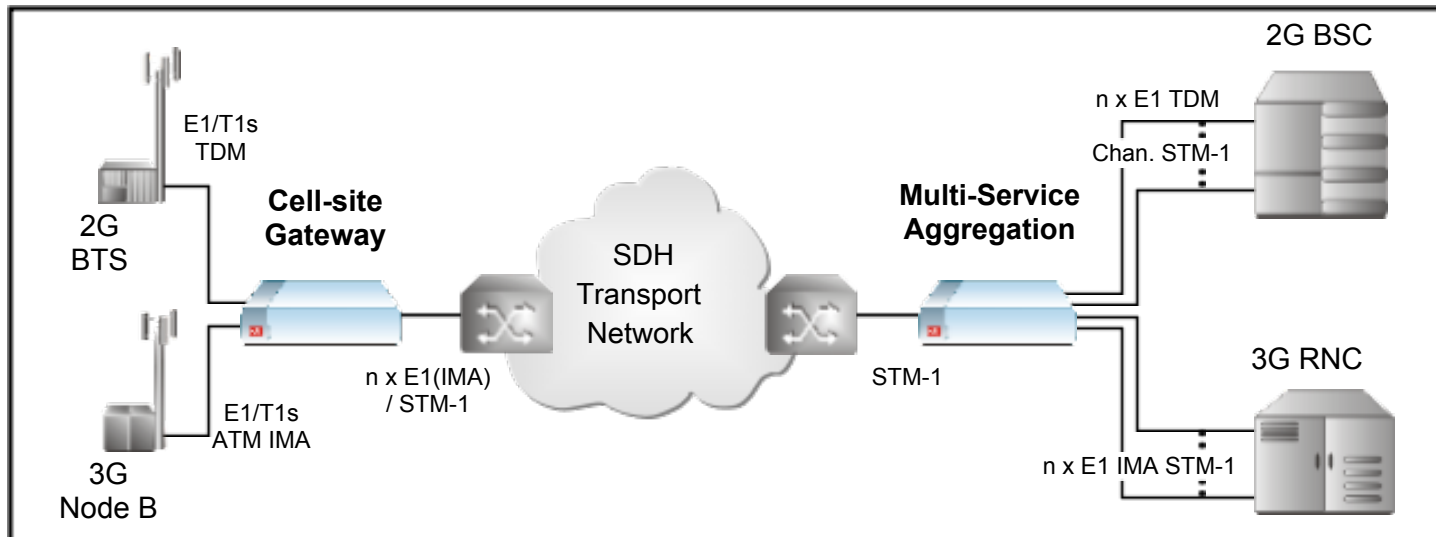 2G BSC
n x E1 TDM
Chan. STM-1
E1/T1s
TDM
2G
BTS
Cell-site
Gateway
Multi-Service
Aggregation
SDH
Transport
Network
n x E1(IMA)
/ STM-1
STM-1
E1/T1s
ATM IMA
3G
Node B
3G RNC
n x E1 IMA STM-1